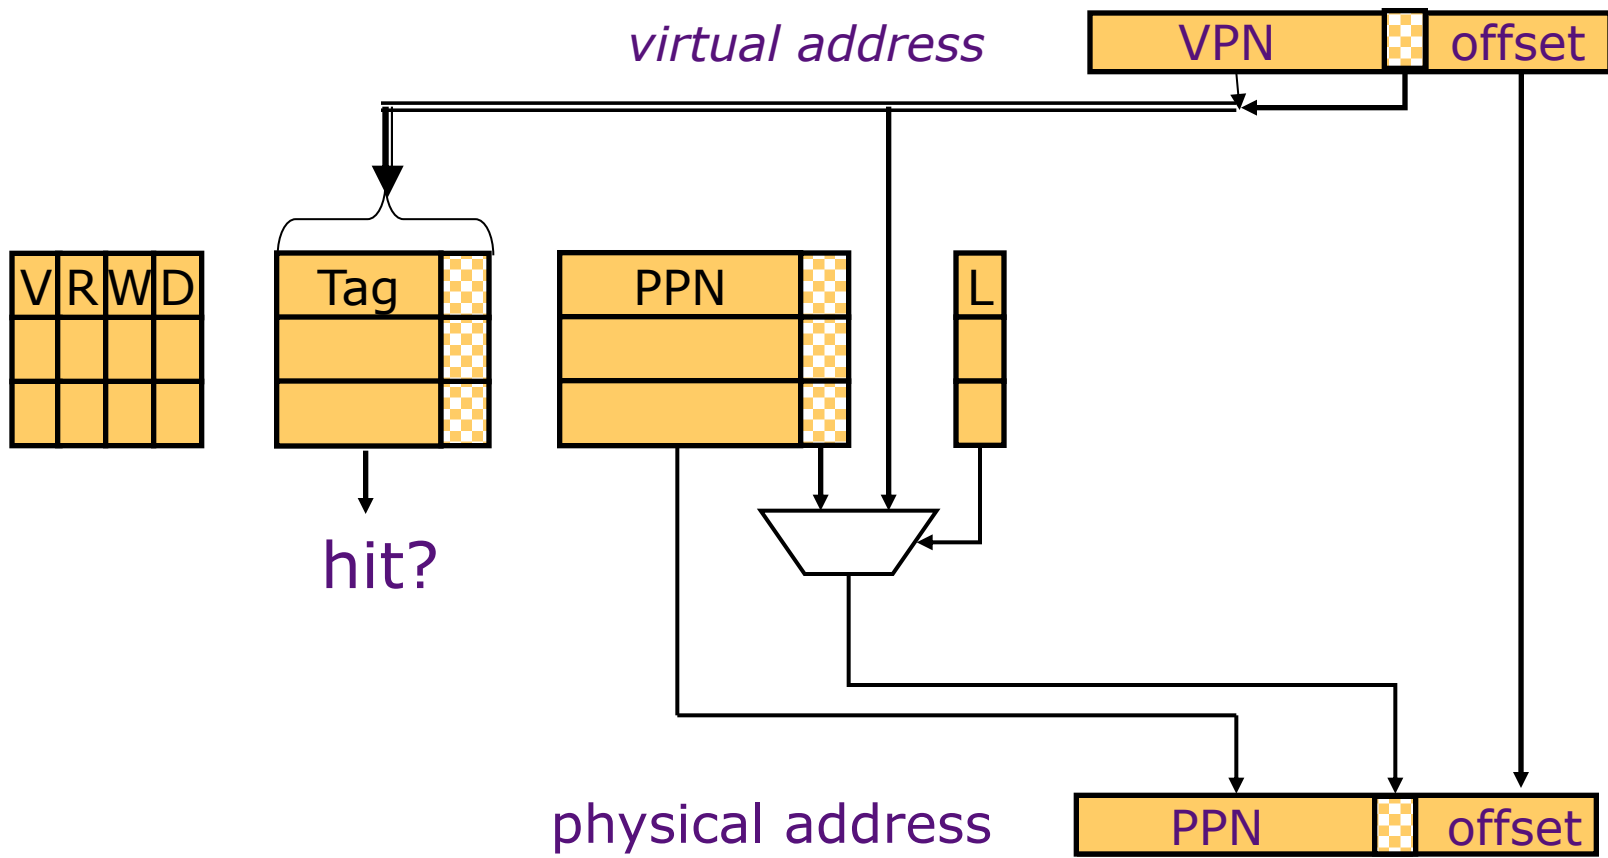 virtual address VPN offset
V R W D Tag PPN L
hit?
physical address PPN offset